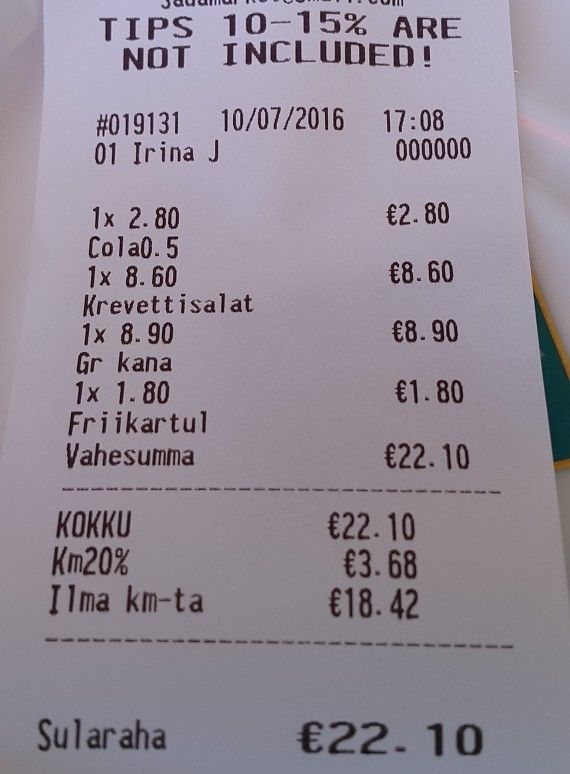 TIPS 10-15% ARE
NOT INCLUDED!
#019131 10/07/2016 17:08
01 Irina J 000000
1x 2.80 €2.80
Cola0.5
1x 8.60 €8.60
Krevettisalat
1x 8.90 €8.90
Gr kana
1x 1.80 €1.80
Friikartul
Vahesumma €22.10
KOKKU €22.10
Km20% €3.68
Ilma km-ta €18.42
Sularaha €22.10